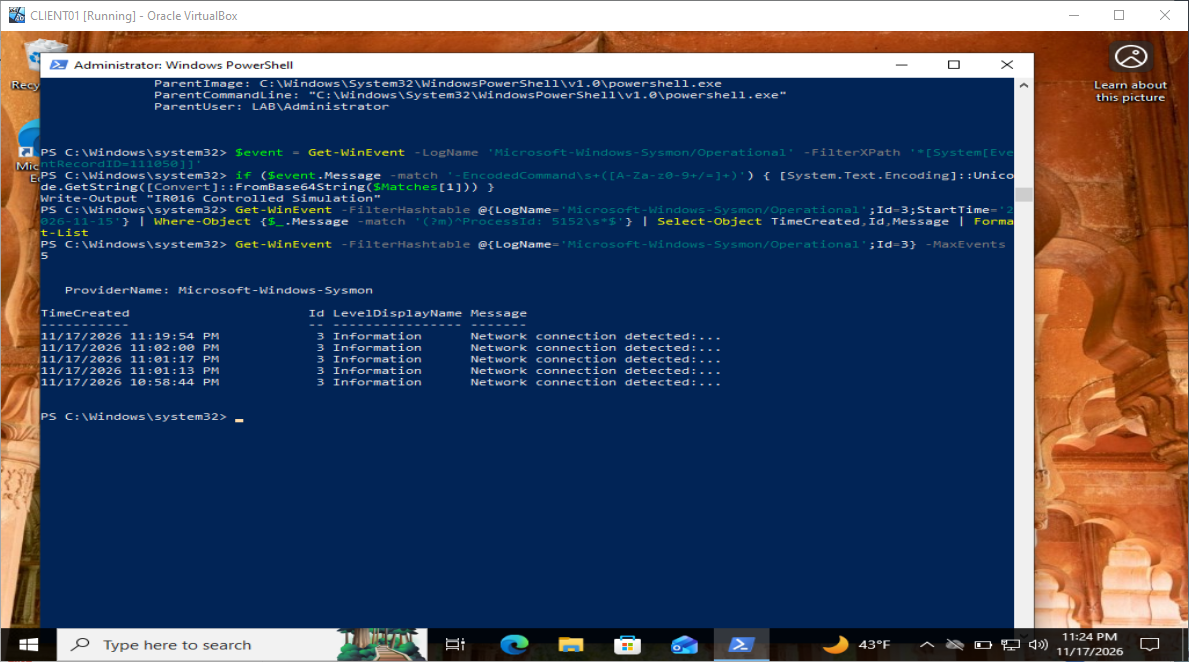 CLIENT01 [Running] - Oracle VirtualBox
Learn about
this picture
Administrator: Windows PowerShell
ParentImage: C:\Windows\System32\WindowsPowerShell\v1.0\powershell.exe
ParentCommandLine: "C:\Windows\System32\WindowsPowerShell\v1.0\powershell.exe"
ParentUser: LAB\Administrator
PS C:\Windows\system32> $event = Get-WinEvent -LogName 'Microsoft-Windows-Sysmon/Operational' -FilterXPath '*[System[Eve
ntRecordID=111050]]'
PS C:\Windows\system32> if ($event.Message -match '-EncodedCommand\s+([A-Za-z0-9+/=]+)') { [System.Text.Encoding]::Unico
de.GetString([Convert]::FromBase64String($Matches[1])) }
Write-Output "IR016 Controlled Simulation"
PS C:\Windows\system32> Get-WinEvent -FilterHashtable @{LogName='Microsoft-Windows-Sysmon/Operational';Id=3;StartTime='2
026-11-15'} | Where-Object {$_.Message -match '(?m)^ProcessId: 5152\s*$'} | Select-Object TimeCreated,Id,Message | Forma
t-List
PS C:\Windows\system32> Get-WinEvent -FilterHashtable @{LogName='Microsoft-Windows-Sysmon/Operational';Id=3} -MaxEvents
5
ProviderName: Microsoft-Windows-Sysmon
TimeCreated Id LevelDisplayName Message
----------- -- ---------------- -------
11/17/2026 11:19:54 PM 3 Information Network connection detected:...
11/17/2026 11:02:00 PM 3 Information Network connection detected:...
11/17/2026 11:01:17 PM 3 Information Network connection detected:...
11/17/2026 11:01:13 PM 3 Information Network connection detected:...
11/17/2026 10:58:44 PM 3 Information Network connection detected:...
PS C:\Windows\system32>
Type here to search
43°F
11:24 PM
11/17/2026